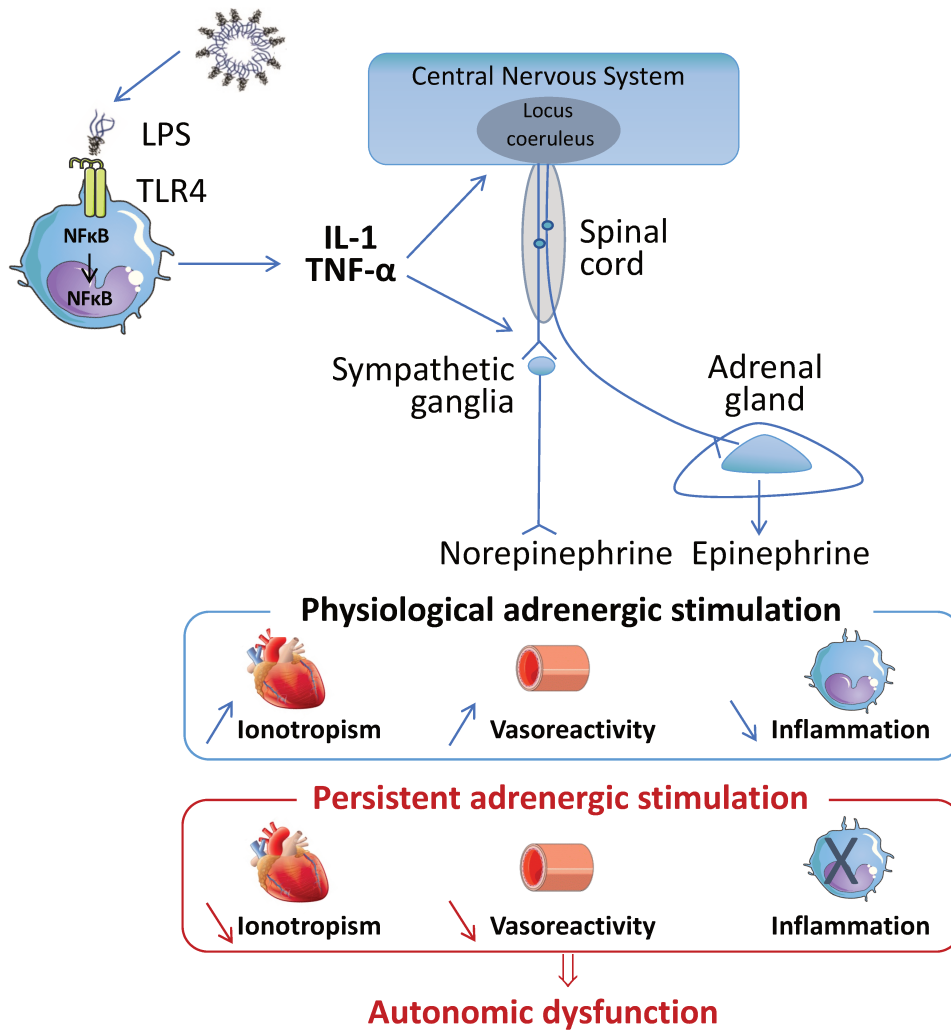 Central Nervous System
Locus
coeruleus
LPS
TLR4
NFκB
NFκB
IL-1
TNF-α
Spinal
cord
Sympathetic
ganglia
Adrenal
gland
Norepinephrine
Epinephrine
Physiological adrenergic stimulation
Ionotropism
Vasoreactivity
Inflammation
Persistent adrenergic stimulation
X
Ionotropism
Vasoreactivity
Inflammation
Autonomic dysfunction